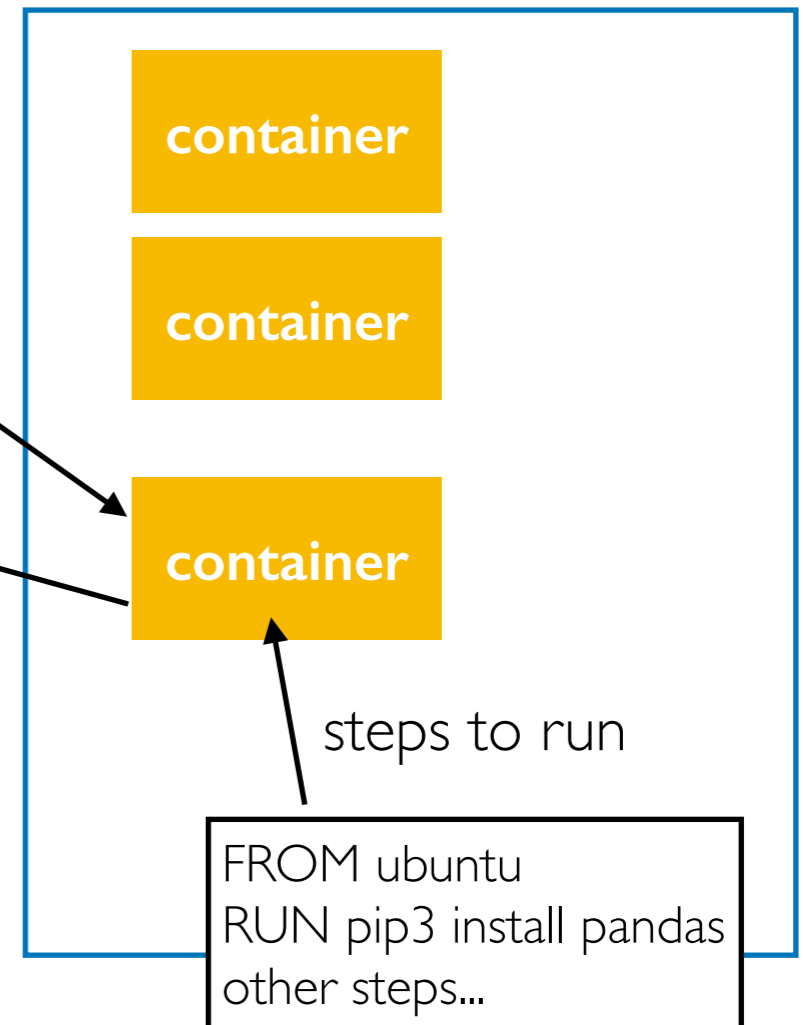 container
container
container
steps to run
FROM ubuntu
RUN pip3 install pandas
other steps...